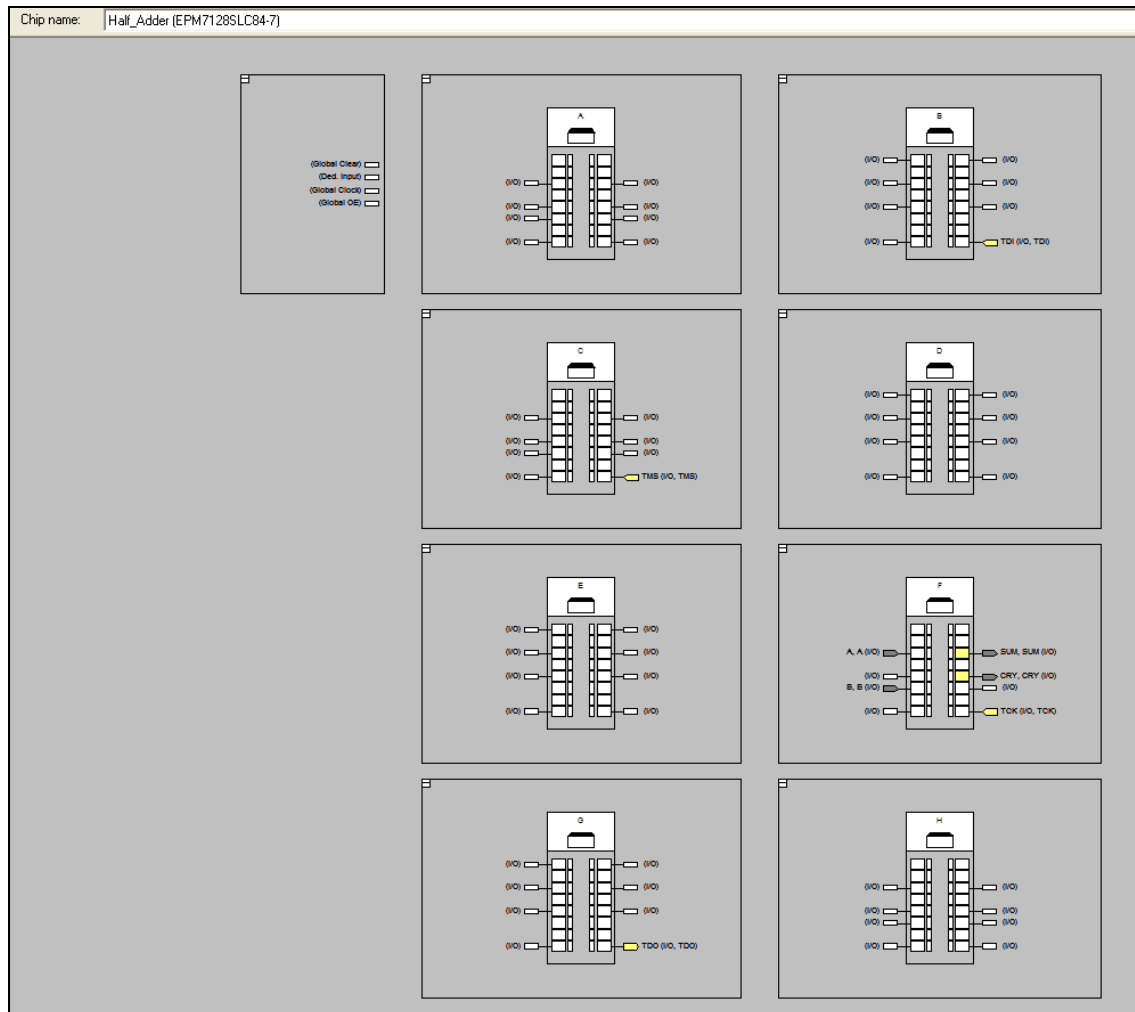 Chip name: Half_Adder (EPM7128SLC84-7)
(Global Clear)
(Ded. Input)
(Global Clock)
(Global OE)
A
(I/O) (I/O)
(I/O) (I/O)
(I/O) (I/O)
(I/O) (I/O)
B
(I/O) (I/O)
(I/O) (I/O)
(I/O) (I/O)
(I/O) TDI (I/O, TDI)
C
(I/O) (I/O)
(I/O) (I/O)
(I/O) (I/O)
(I/O) TMS (I/O, TMS)
D
(I/O) (I/O)
(I/O) (I/O)
(I/O) (I/O)
(I/O) (I/O)
E
(I/O) (I/O)
(I/O) (I/O)
(I/O) (I/O)
(I/O) (I/O)
F
A, A (I/O) SUM, SUM (I/O)
(I/O) CRY, CRY (I/O)
B, B (I/O) (I/O)
(I/O) TCK (I/O, TCK)
G
(I/O) (I/O)
(I/O) (I/O)
(I/O) (I/O)
(I/O) TDO (I/O, TDO)
H
(I/O) (I/O)
(I/O) (I/O)
(I/O) (I/O)
(I/O) (I/O)